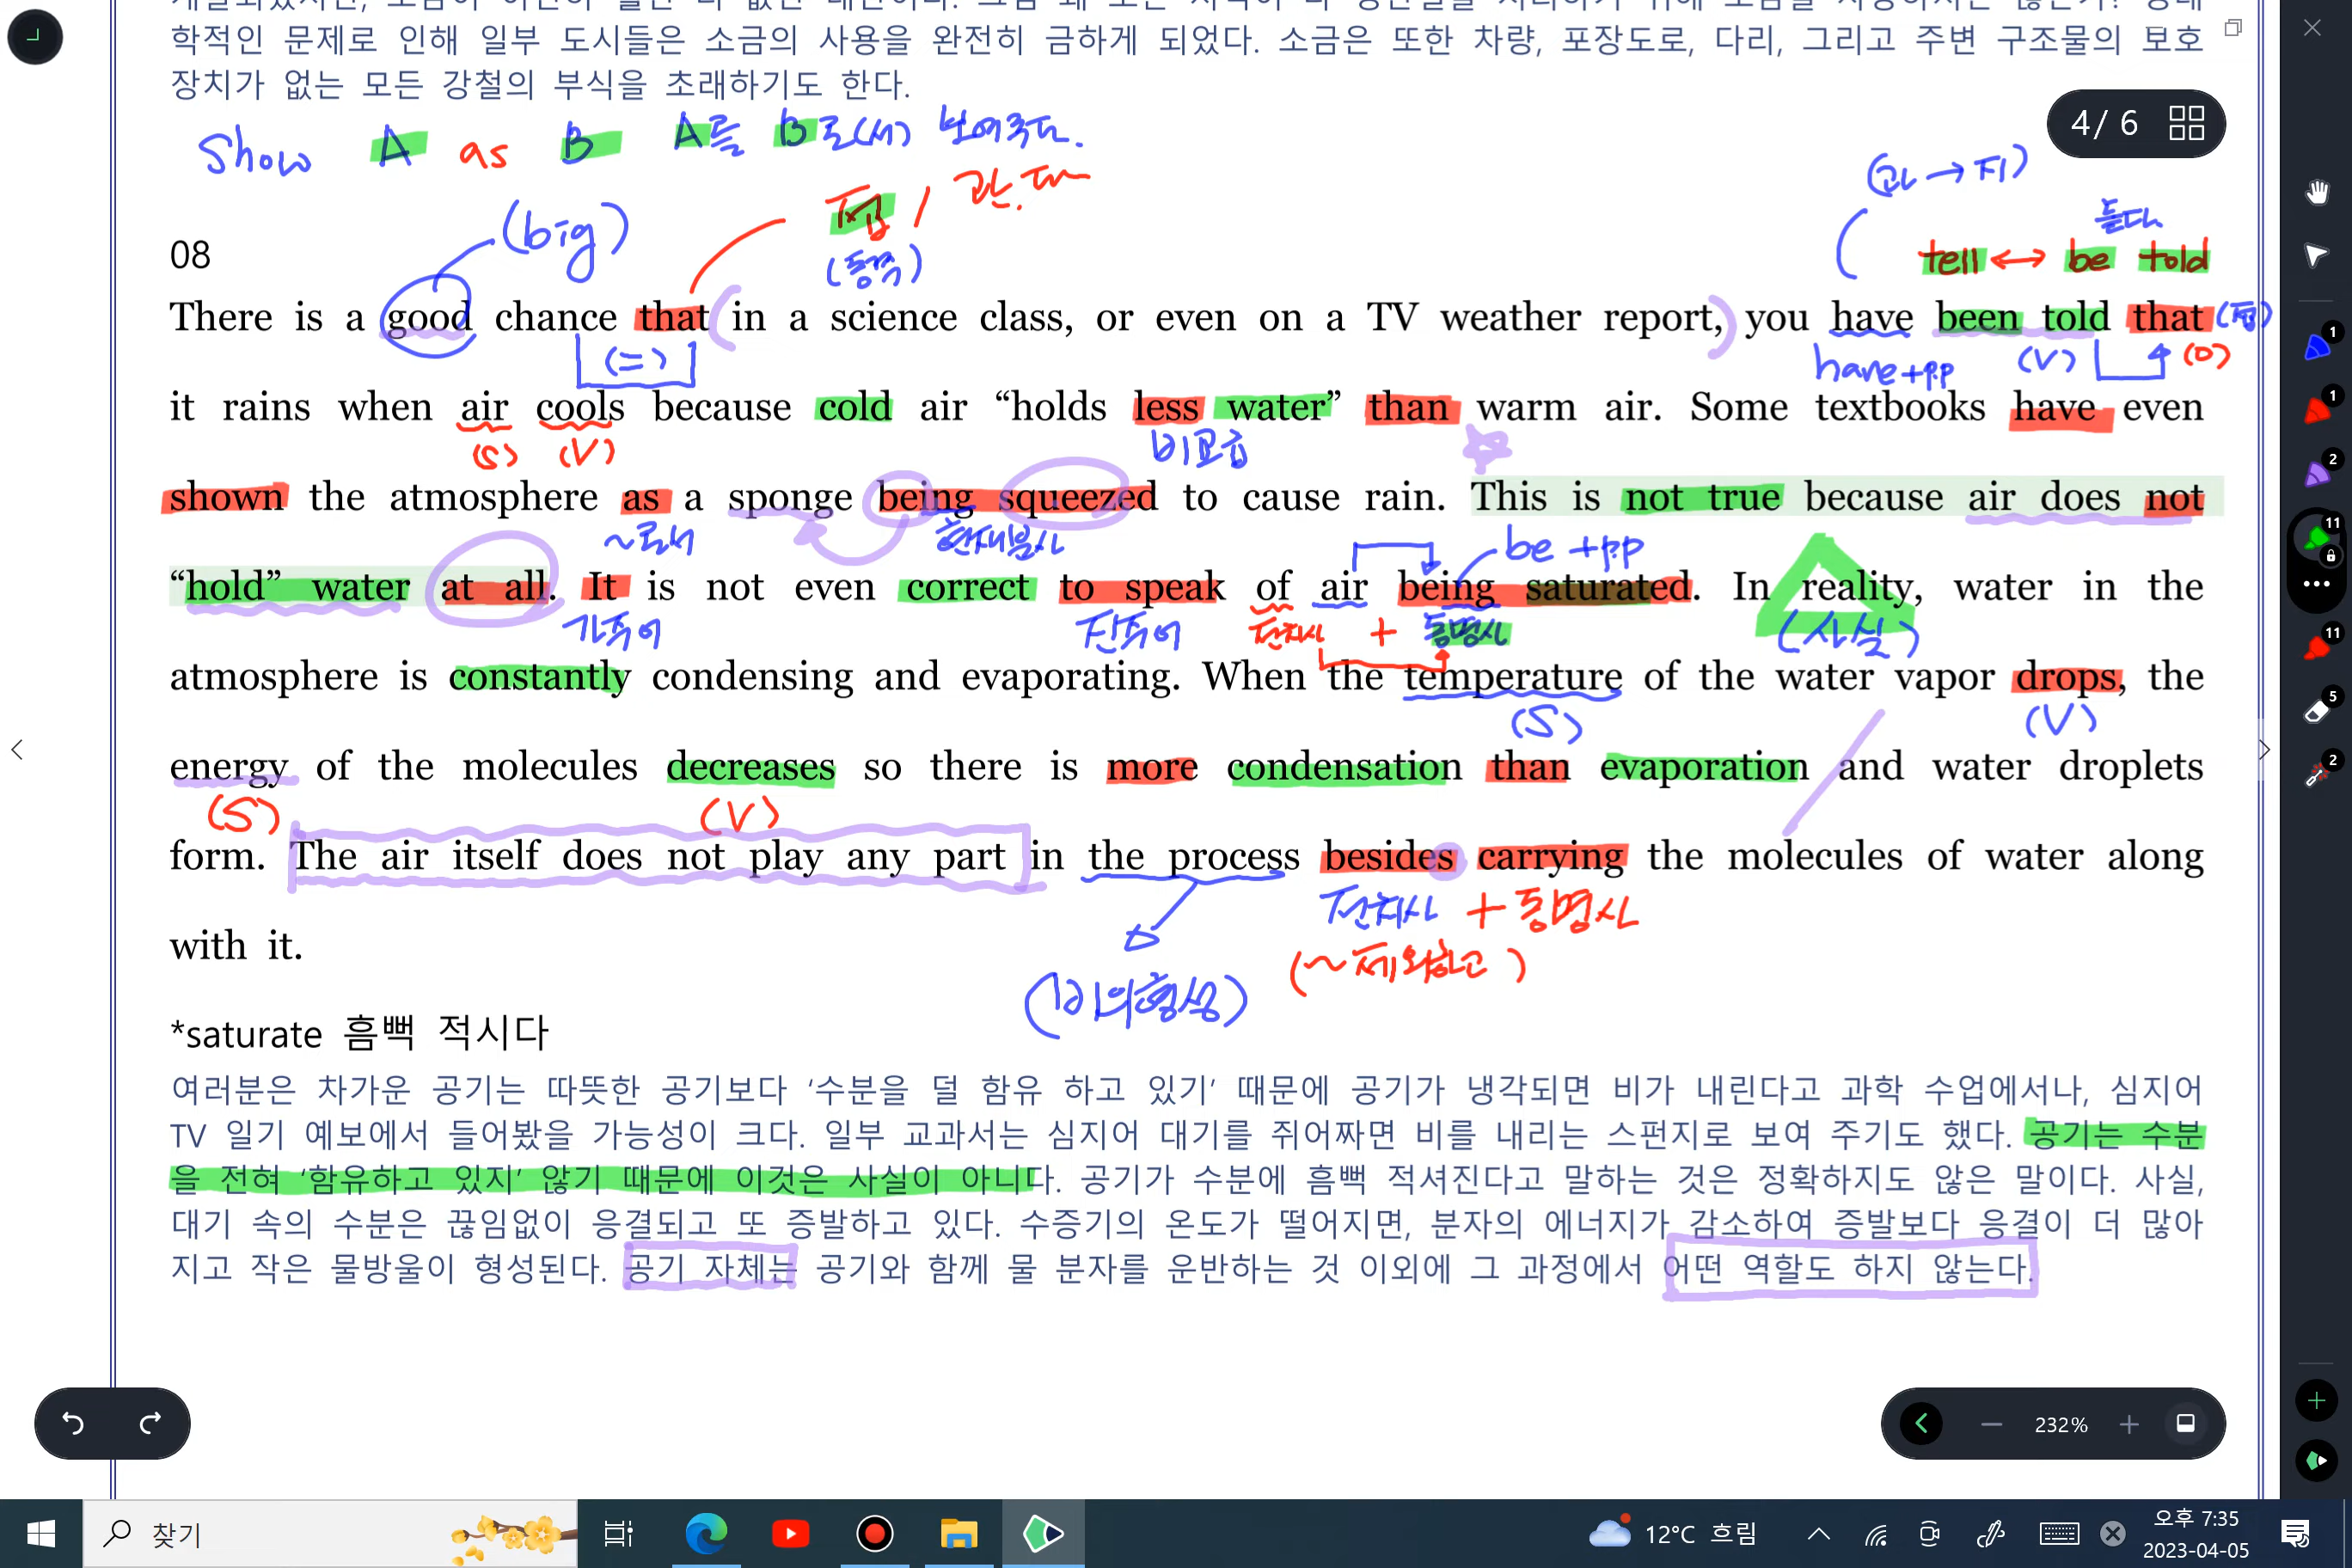 학적인 문제로 인해 일부 도시들은 소금의 사용을 완전히 금하게 되었다. 소금은 또한 차량, 포장도로, 다리, 그리고 주변 구조물의 보호
장치가 없는 모든 강철의 부식을 초래하기도 한다.
Show A as B A를 B로(서) 보여주다.
4/ 6
(과→지)
(big)
접 / 관.대
(동격)
듣다
tell ↔ be told
08
There is a good chance that in a science class, or even on a TV weather report, you have been told that (접)
(=)
have+p.p
(V)
(O)
it rains when air cools because cold air “holds less water” than warm air. Some textbooks have even
(S) (V)
비교급
shown the atmosphere as a sponge being squeezed to cause rain. This is not true because air does not
~로서
현재분사
be +p.p
“hold” water at all. It is not even correct to speak of air being saturated. In reality, water in the
가주어
진주어
전치사 + 동명사
(사실)
atmosphere is constantly condensing and evaporating. When the temperature of the water vapor drops, the
(S)
(V)
energy of the molecules decreases so there is more condensation than evaporation and water droplets
(S)
(V)
form. The air itself does not play any part in the process besides carrying the molecules of water along
전치사 + 동명사
with it.
(~제외하고)
(비의형성)
*saturate 흠뻑 적시다
여러분은 차가운 공기는 따뜻한 공기보다 ‘수분을 덜 함유 하고 있기’ 때문에 공기가 냉각되면 비가 내린다고 과학 수업에서나, 심지어
TV 일기 예보에서 들어봤을 가능성이 크다. 일부 교과서는 심지어 대기를 쥐어짜면 비를 내리는 스펀지로 보여 주기도 했다. 공기는 수분
을 전혀 ‘함유하고 있지’ 않기 때문에 이것은 사실이 아니다. 공기가 수분에 흠뻑 적셔진다고 말하는 것은 정확하지도 않은 말이다. 사실,
대기 속의 수분은 끊임없이 응결되고 또 증발하고 있다. 수증기의 온도가 떨어지면, 분자의 에너지가 감소하여 증발보다 응결이 더 많아
지고 작은 물방울이 형성된다. 공기 자체는 공기와 함께 물 분자를 운반하는 것 이외에 그 과정에서 어떤 역할도 하지 않는다.
1
1
2
11
11
5
2
232%
찾기
12°C 흐림
오후 7:35
2023-04-05